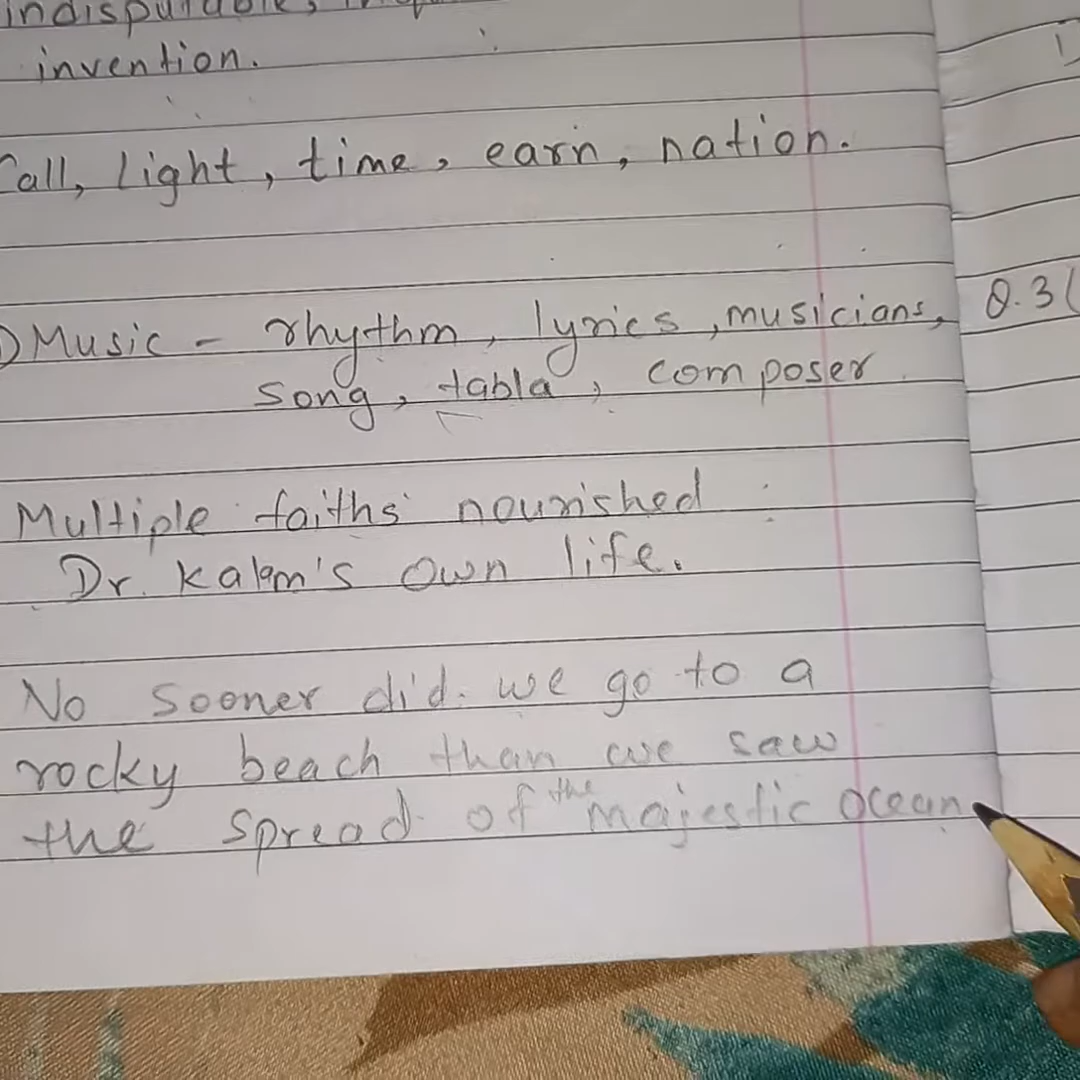 invention.
Call, light, time, earn, nation.
Music - rhythm, lyrics, musicians,
song, tabla, composer
Q.3(
Multiple faiths nourished
Dr. Kalam's own life.
No sooner did we go to a
rocky beach than we saw
the spread of the majestic ocean